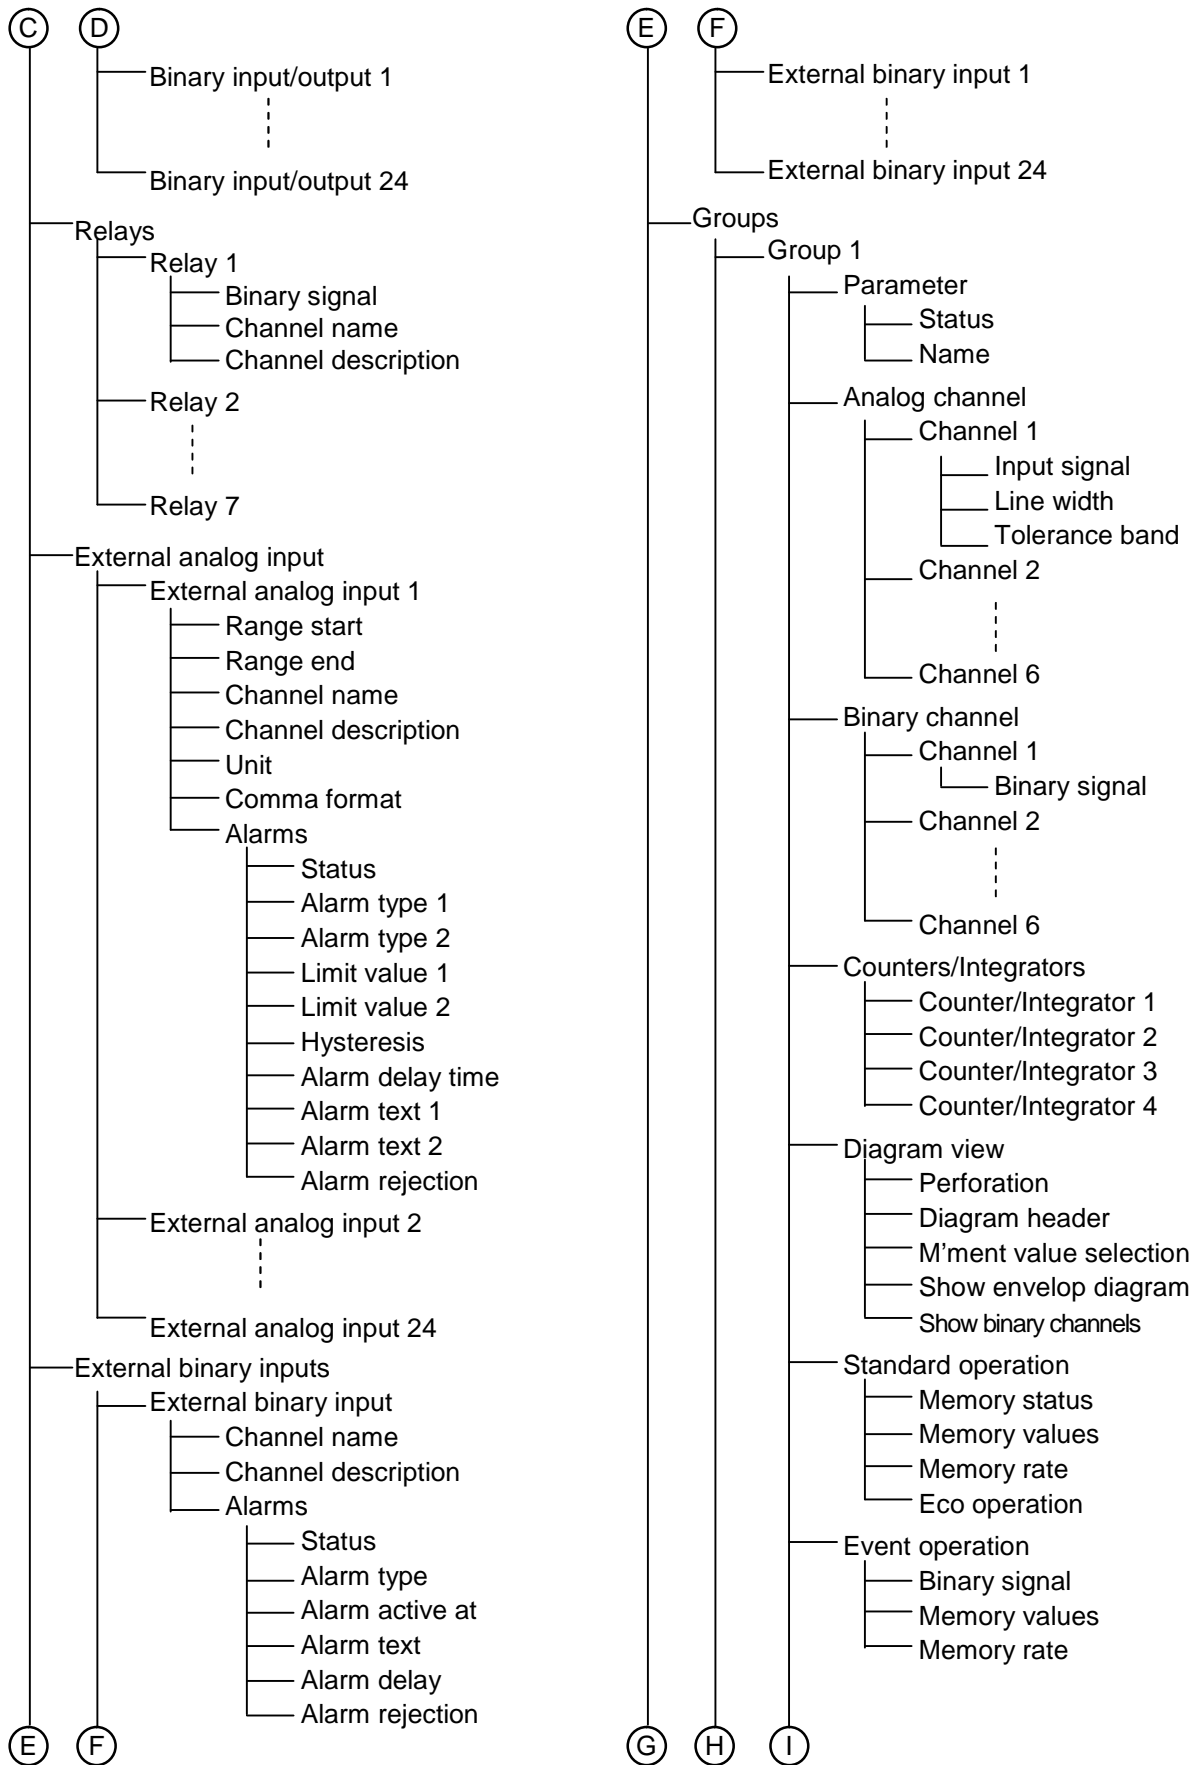 C D
Binary input/output 1
Binary input/output 24
Relays
Relay 1
Binary signal
Channel name
Channel description
Relay 2
Relay 7
External analog input
External analog input 1
Range start
Range end
Channel name
Channel description
Unit
Comma format
Alarms
Status
Alarm type 1
Alarm type 2
Limit value 1
Limit value 2
Hysteresis
Alarm delay time
Alarm text 1
Alarm text 2
Alarm rejection
External analog input 2
External analog input 24
External binary inputs
External binary input
Channel name
Channel description
Alarms
Status
Alarm type
Alarm active at
Alarm text
Alarm delay
Alarm rejection
E F
E F
External binary input 1
External binary input 24
Groups
Group 1
Parameter
Status
Name
Analog channel
Channel 1
Input signal
Line width
Tolerance band
Channel 2
Channel 6
Binary channel
Channel 1
Binary signal
Channel 2
Channel 6
Counters/Integrators
Counter/Integrator 1
Counter/Integrator 2
Counter/Integrator 3
Counter/Integrator 4
Diagram view
Perforation
Diagram header
M’ment value selection
Show envelop diagram
Show binary channels
Standard operation
Memory status
Memory values
Memory rate
Eco operation
Event operation
Binary signal
Memory values
Memory rate
G H I